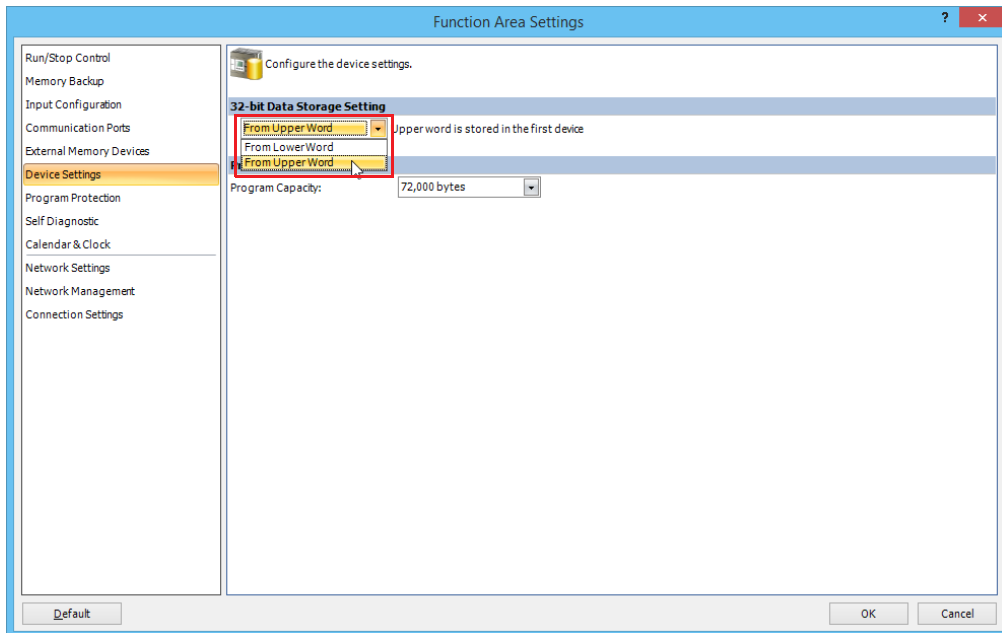 Function Area Settings
?
Run/Stop Control
Memory Backup
Input Configuration
Communication Ports
External Memory Devices
Device Settings
Program Protection
Self Diagnostic
Calendar & Clock
Network Settings
Network Management
Connection Settings
Configure the device settings.
32-bit Data Storage Setting
From Upper Word
Upper word is stored in the first device
From Lower Word
From Upper Word
Program Capacity:
72,000 bytes
Default
OK
Cancel